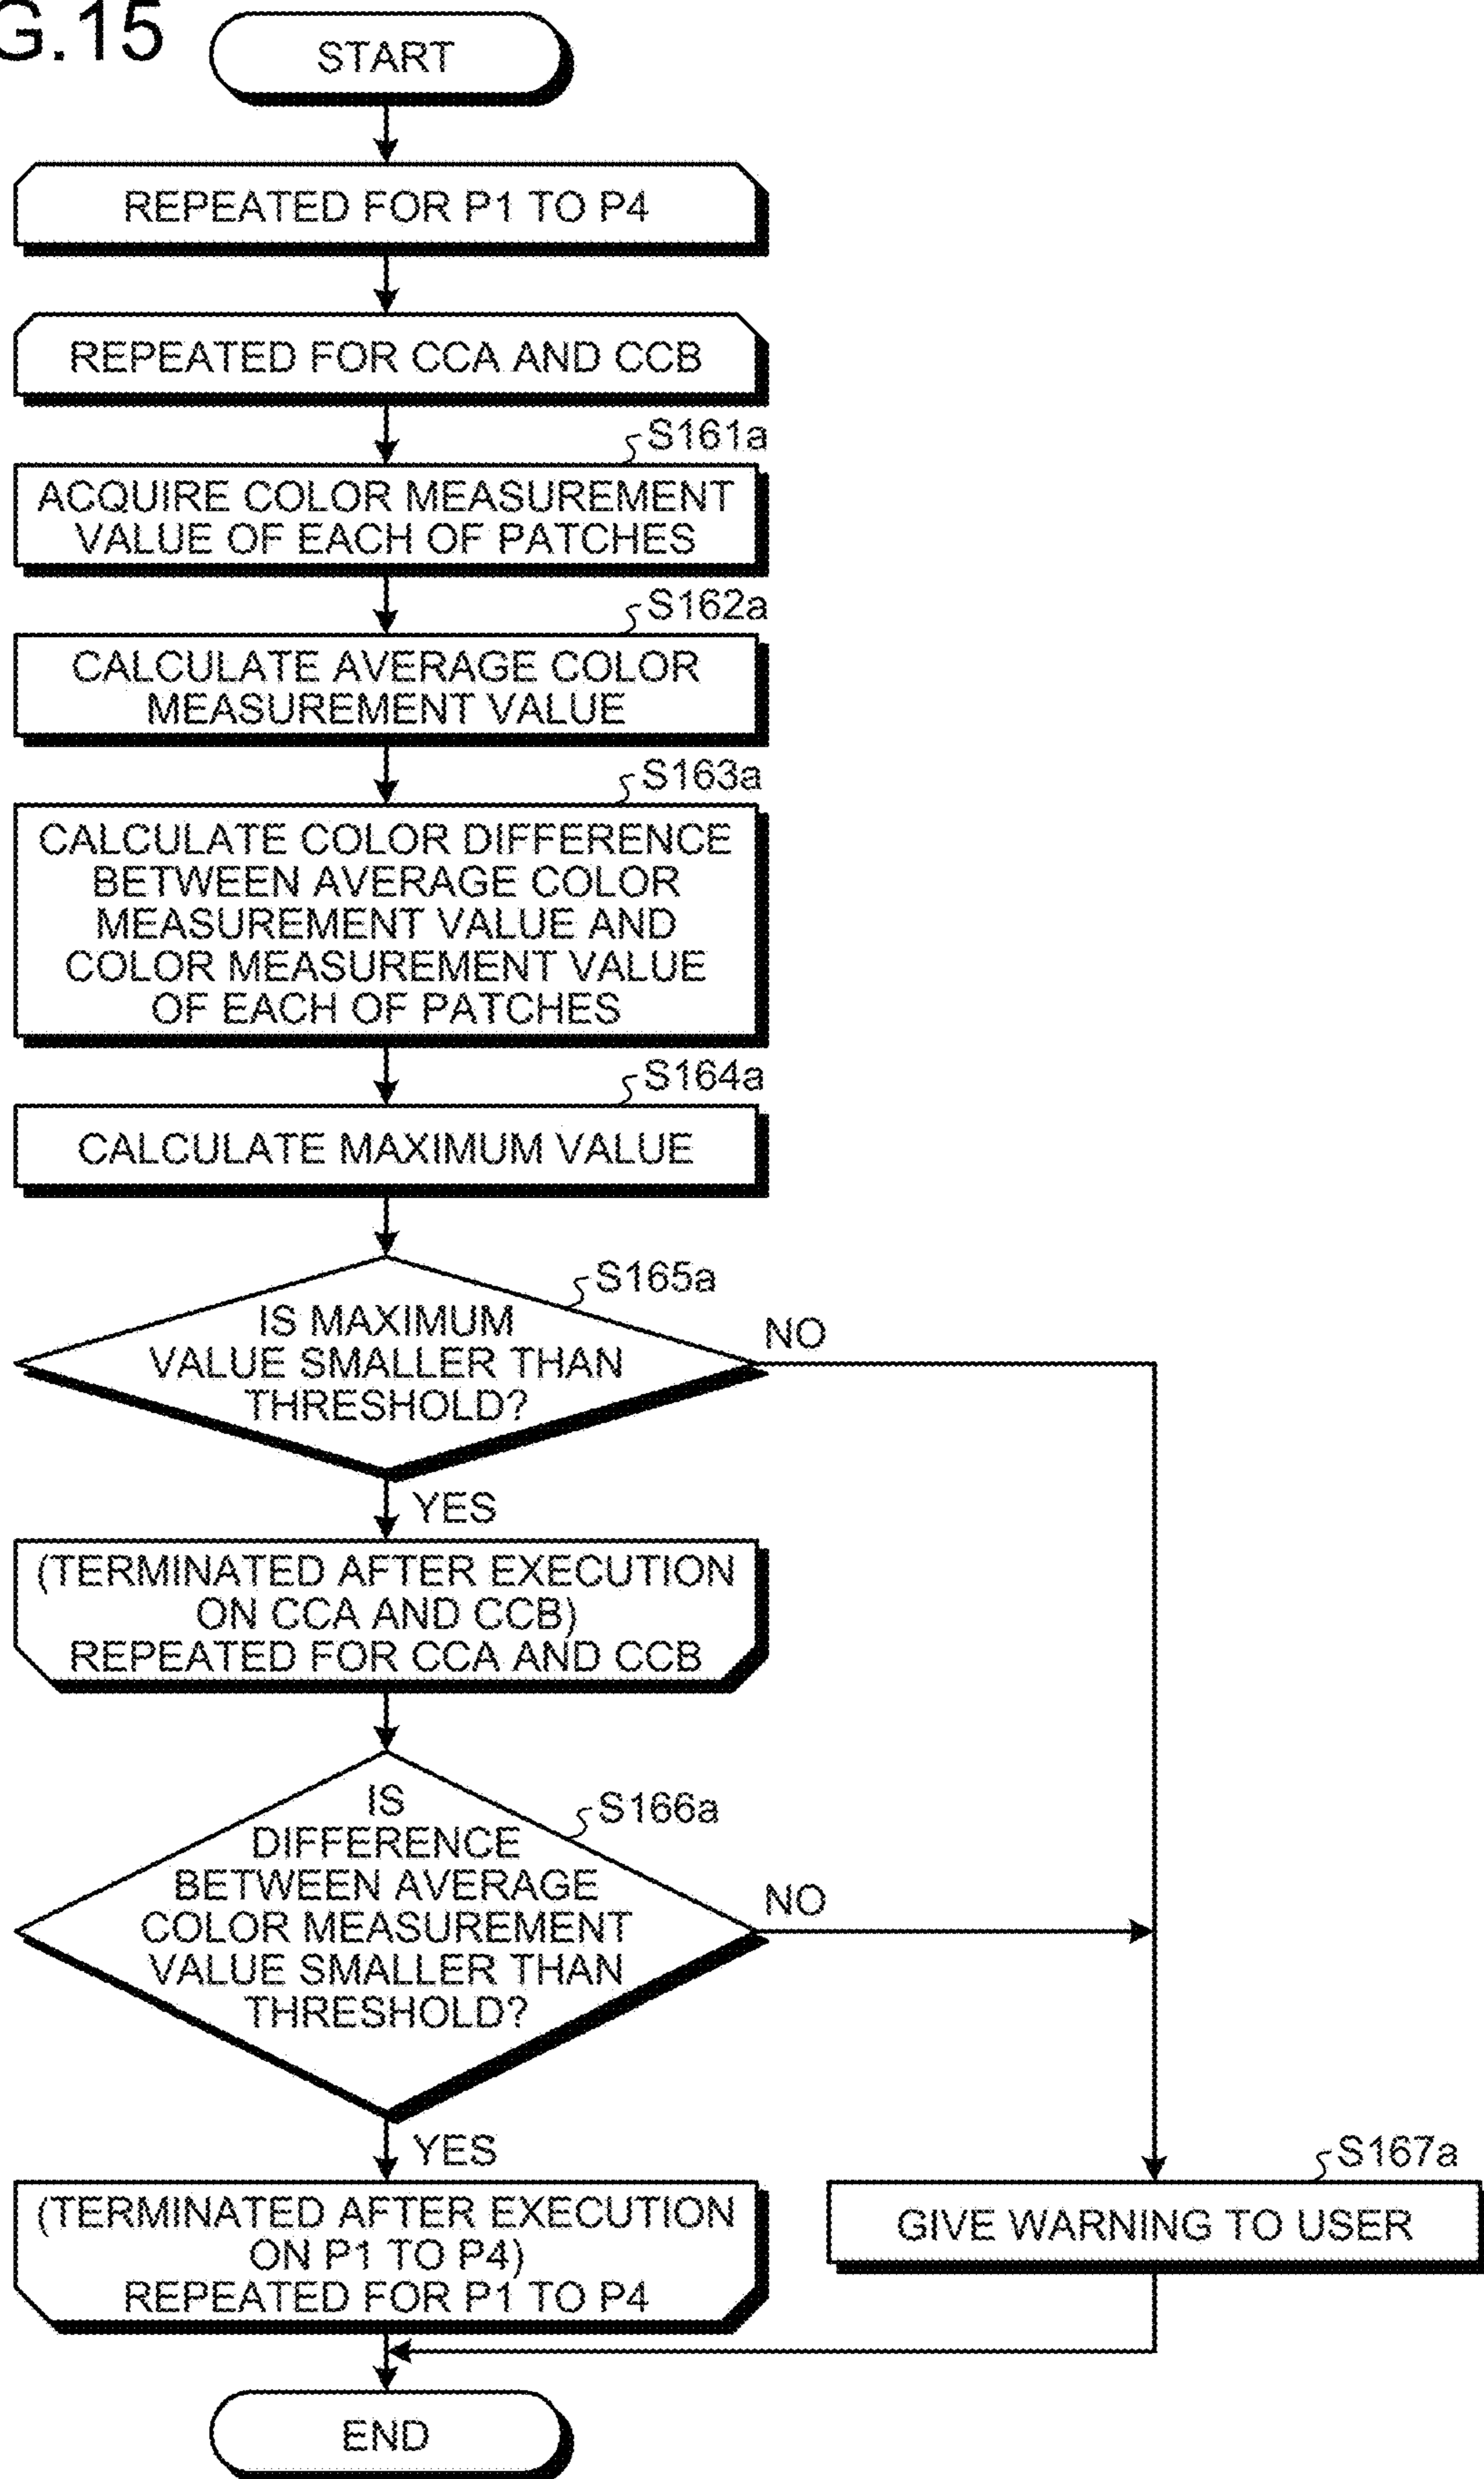 G.15
START
REPEATED FOR P1 TO P4
REPEATED FOR CCA AND CCB
S161a
ACQUIRE COLOR MEASUREMENT
VALUE OF EACH OF PATCHES
S162a
CALCULATE AVERAGE COLOR
MEASUREMENT VALUE
S163a
CALCULATE COLOR DIFFERENCE
BETWEEN AVERAGE COLOR
MEASUREMENT VALUE AND
COLOR MEASUREMENT VALUE
OF EACH OF PATCHES
S164a
CALCULATE MAXIMUM VALUE
S165a
IS MAXIMUM
VALUE SMALLER THAN
THRESHOLD?
NO
YES
(TERMINATED AFTER EXECUTION
ON CCA AND CCB)
REPEATED FOR CCA AND CCB
S166a
IS
DIFFERENCE
BETWEEN AVERAGE
COLOR MEASUREMENT
VALUE SMALLER THAN
THRESHOLD?
NO
YES
(TERMINATED AFTER EXECUTION
ON P1 TO P4)
REPEATED FOR P1 TO P4
S167a
GIVE WARNING TO USER
END